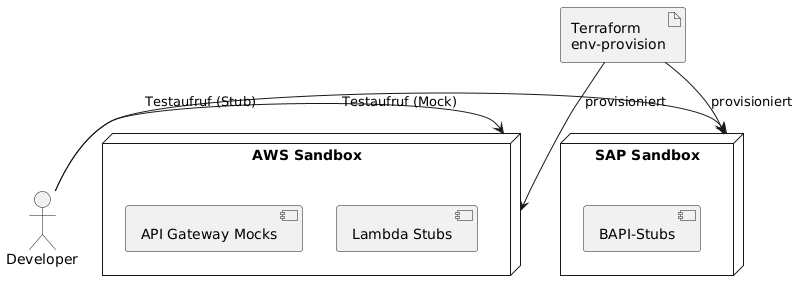 Terraform
env-provision
Testaufruf (Stub)
Testaufruf (Mock)
provisioniert
provisioniert
AWS Sandbox
SAP Sandbox
API Gateway Mocks
Lambda Stubs
BAPI-Stubs
Developer